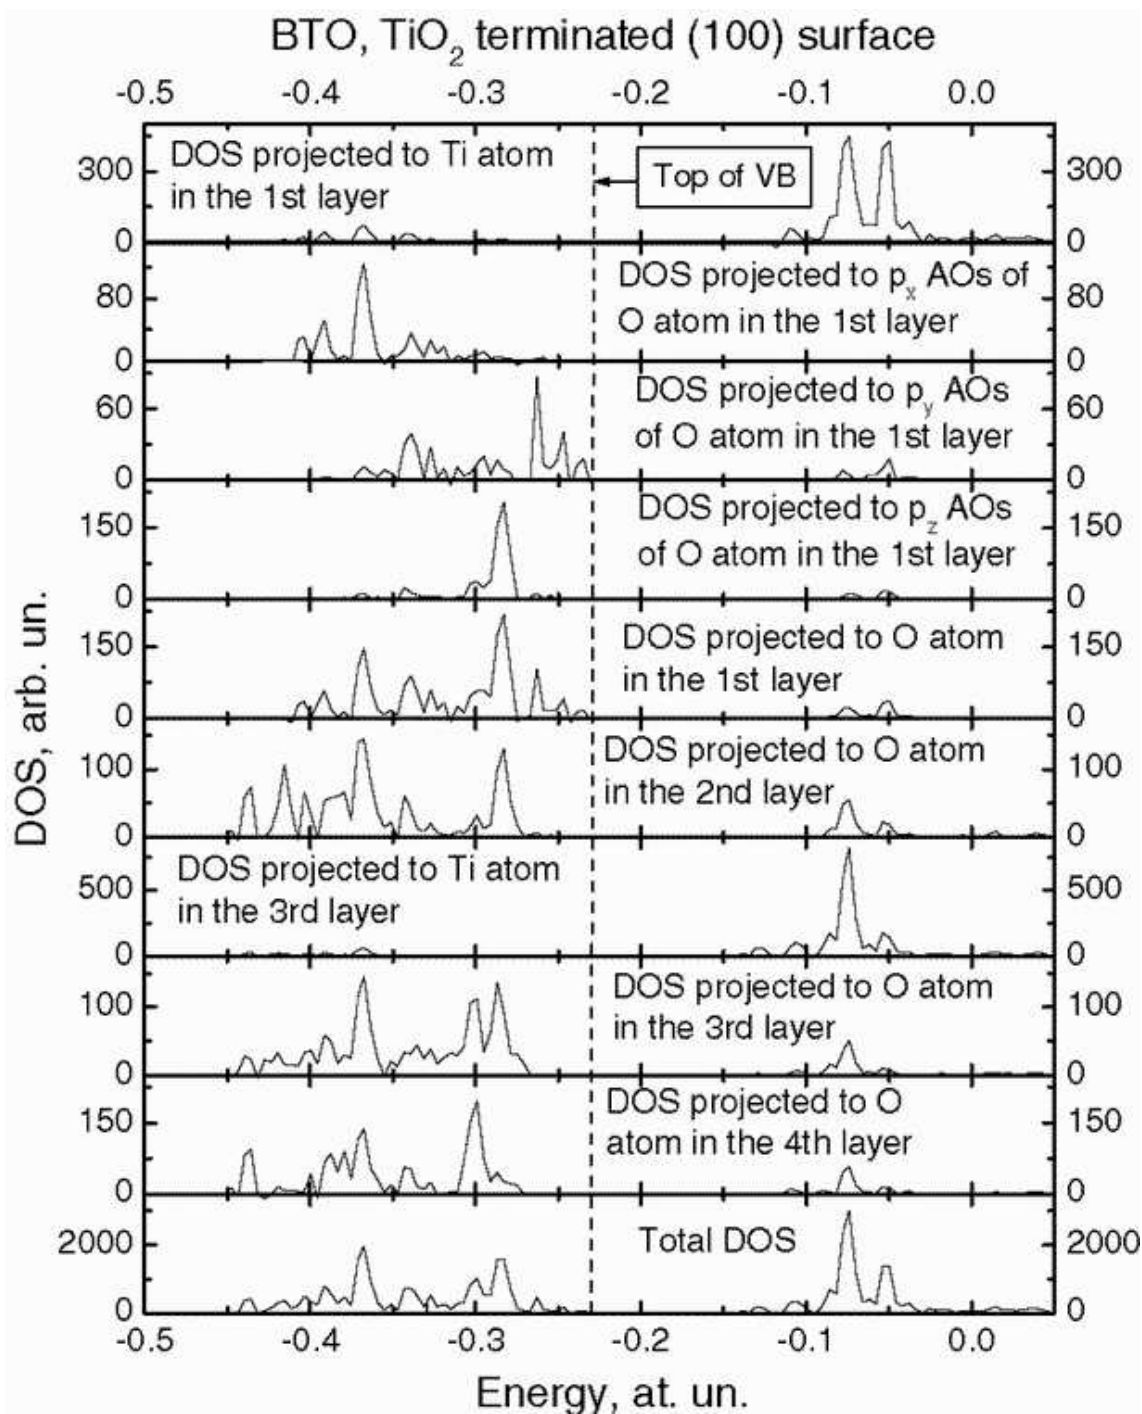 BTO, TiO₂ terminated (100) surface
-0.5 -0.4 -0.3 -0.2 -0.1 0.0
DOS projected to Ti atom
in the 1st layer
Top of VB
300 300
0 0
DOS projected to pₓ AOs of
O atom in the 1st layer
80 80
0 0
DOS projected to p_y AOs
of O atom in the 1st layer
60 60
0 0
DOS projected to p_z AOs
of O atom in the 1st layer
150 150
0 0
DOS projected to O atom
in the 1st layer
150 150
0 0
DOS projected to O atom
in the 2nd layer
100 100
0 0
DOS projected to Ti atom
in the 3rd layer
500 500
0 0
DOS projected to O atom
in the 3rd layer
100 100
0 0
DOS projected to O
atom in the 4th layer
150 150
0 0
Total DOS
2000 2000
0 0
-0.5 -0.4 -0.3 -0.2 -0.1 0.0
Energy, at. un.
DOS, arb. un.